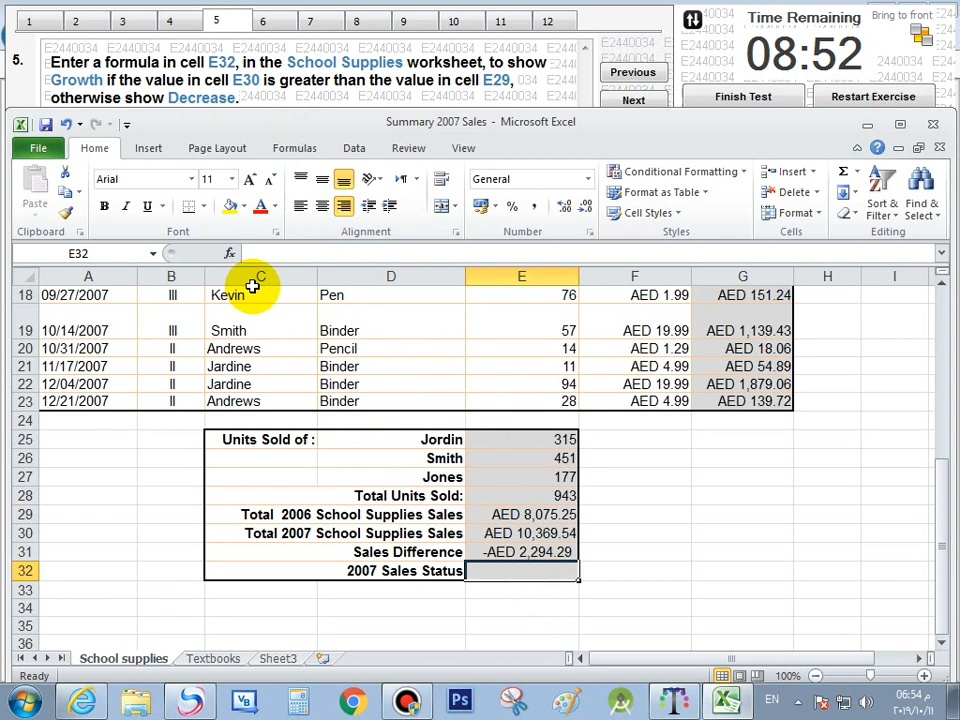 1 2 3 4 5 6 7 8 9 10 11 12
Time Remaining
08:52
Bring to front
5. Enter a formula in cell E32, in the School Supplies worksheet, to show
Growth if the value in cell E30 is greater than the value in cell E29,
otherwise show Decrease.
E2440034
Previous
Next
Finish Test
Restart Exercise
Summary 2007 Sales - Microsoft Excel
File Home Insert Page Layout Formulas Data Review View
Paste
Arial 11
B I U
General
Conditional Formatting
Format as Table
Cell Styles
Insert
Delete
Format
Sort & Filter
Find & Select
Clipboard Font Alignment Number Styles Cells Editing
E32 fx
A B C D E F G H I
18 09/27/2007 III Kevin Pen 76 AED 1.99 AED 151.24
19 10/14/2007 III Smith Binder 57 AED 19.99 AED 1,139.43
20 10/31/2007 II Andrews Pencil 14 AED 1.29 AED 18.06
21 11/17/2007 II Jardine Binder 11 AED 4.99 AED 54.89
22 12/04/2007 II Jardine Binder 94 AED 19.99 AED 1,879.06
23 12/21/2007 II Andrews Binder 28 AED 4.99 AED 139.72
24
25 Units Sold of : Jordin 315
26 Smith 451
27 Jones 177
28 Total Units Sold: 943
29 Total 2006 School Supplies Sales AED 8,075.25
30 Total 2007 School Supplies Sales AED 10,369.54
31 Sales Difference -AED 2,294.29
32 2007 Sales Status
33
34
35
36
School supplies Textbooks Sheet3
Ready 100%
EN
06:54 م
٢٠١٩/١٠/١١